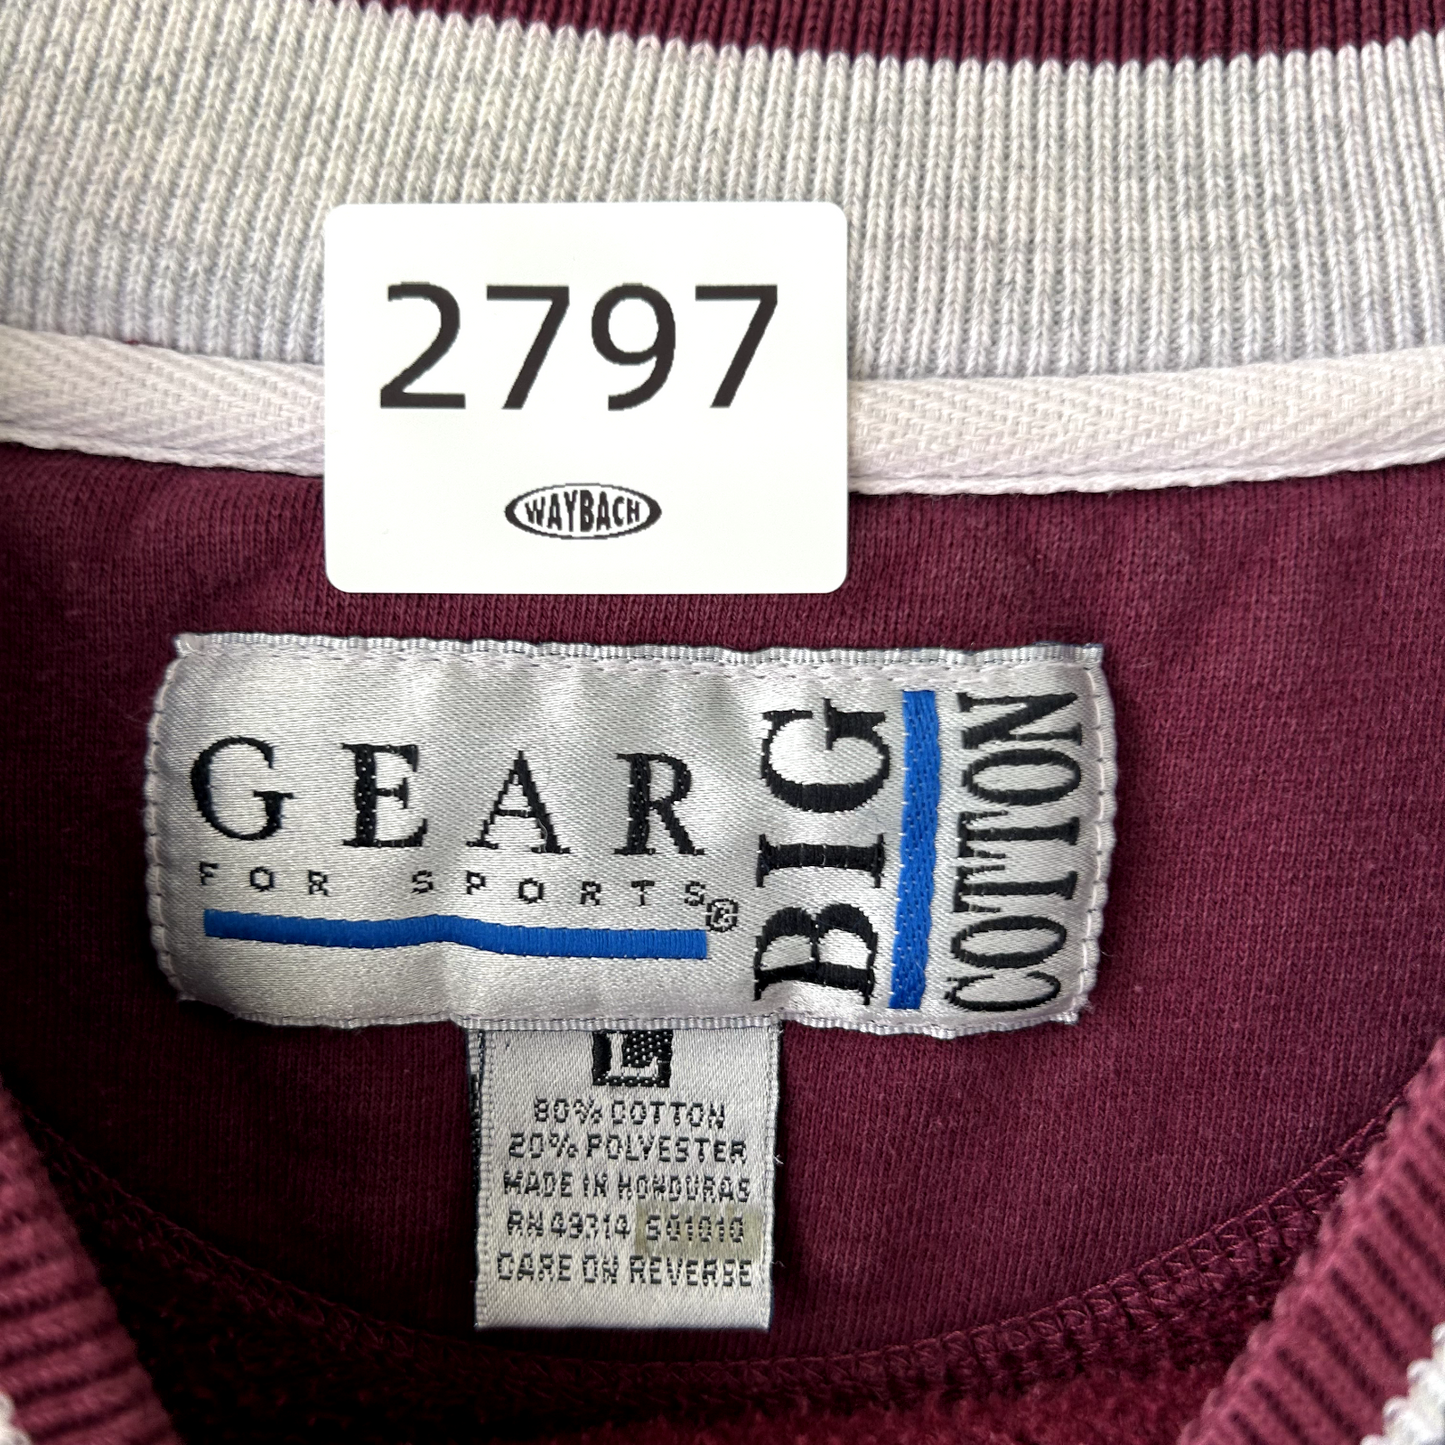 2797
WAYBACH
GEAR
FOR SPORTS®
BIG
COTTON
L
80% COTTON
20% POLYESTER
MADE IN HONDURAS
RN 49314 S01010
CARE ON REVERSE